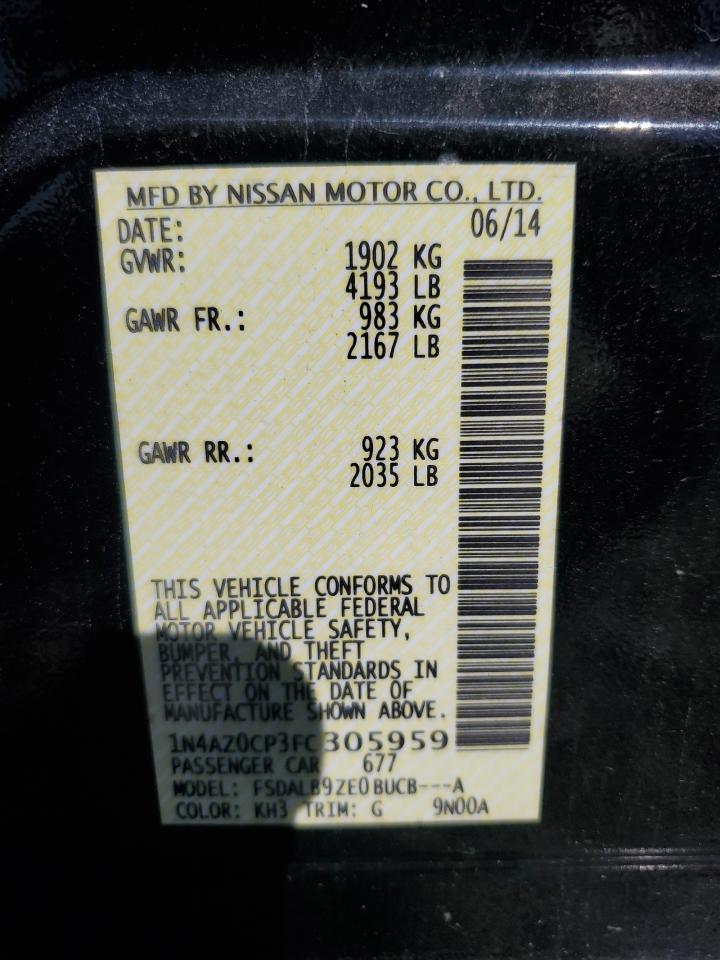 MFD BY NISSAN MOTOR CO., LTD.
DATE: 06/14
GVWR: 1902 KG
4193 LB
GAWR FR.: 983 KG
2167 LB
GAWR RR.: 923 KG
2035 LB
THIS VEHICLE CONFORMS TO
ALL APPLICABLE FEDERAL
MOTOR VEHICLE SAFETY,
BUMPER, AND THEFT
PREVENTION STANDARDS IN
EFFECT ON THE DATE OF
MANUFACTURE SHOWN ABOVE.
1N4AZ0CP3FC305959
PASSENGER CAR 677
MODEL: FSDALB9ZE0BUCB---A
COLOR: KH3 TRIM: G 9N00A